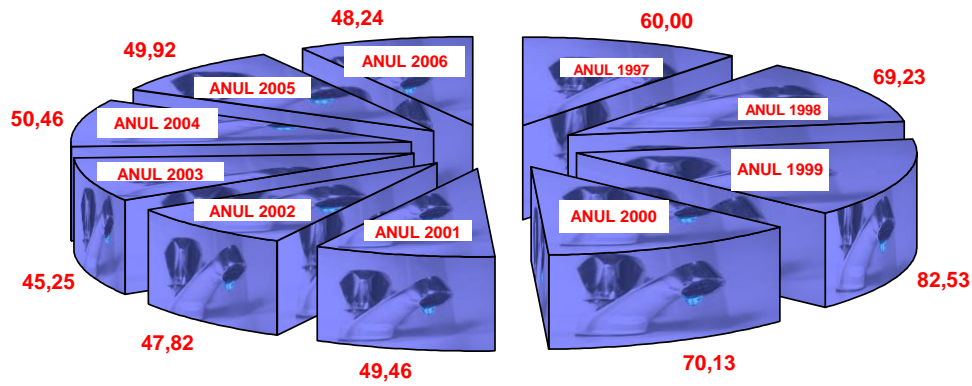 48,24
60,00
49,92
ANUL 2006
ANUL 1997
69,23
ANUL 2005
50,46
ANUL 2004
ANUL 1998
ANUL 2003
ANUL 1999
ANUL 2002
ANUL 2001
ANUL 2000
45,25
82,53
47,82
49,46
70,13